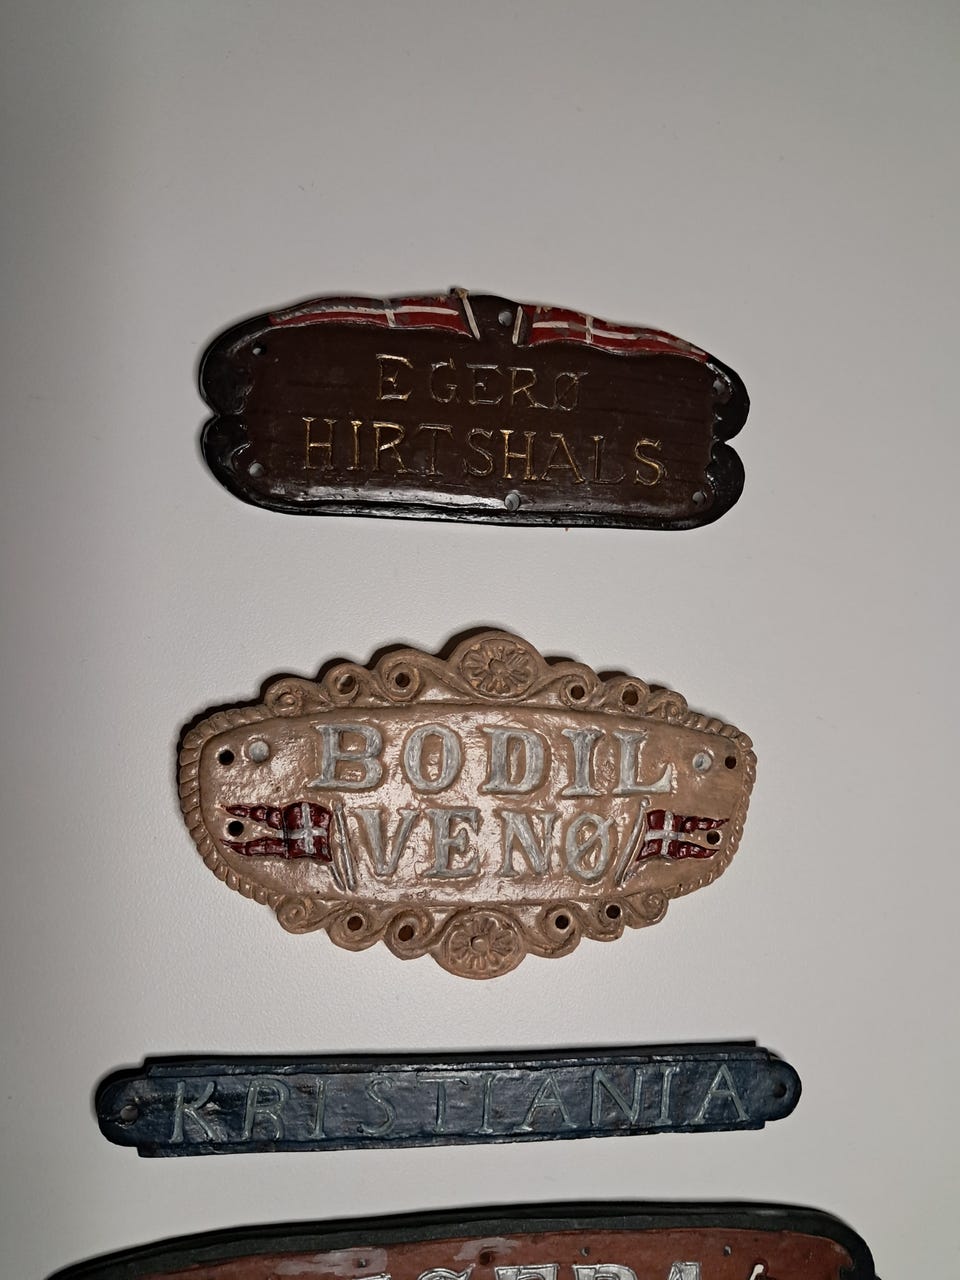 EGERØ
HIRTSHALS
BODIL
VENØ
KRISTIANIA